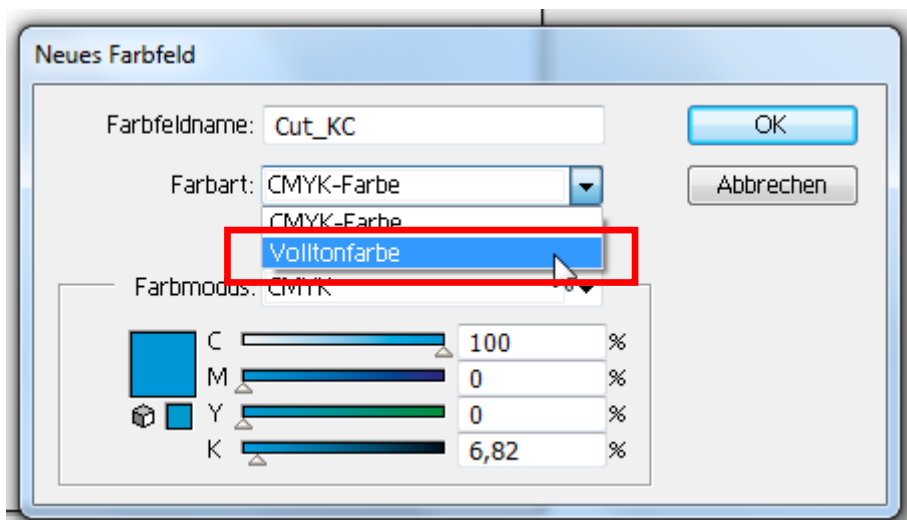 Neues Farbfeld
Farbfeldname: Cut_KC
OK
Farbart: CMYK-Farbe
Abbrechen
CMYK-Farbe
Volltonfarbe
Farbmodus: CMYK
C 100 %
M 0 %
Y 0 %
K 6,82 %